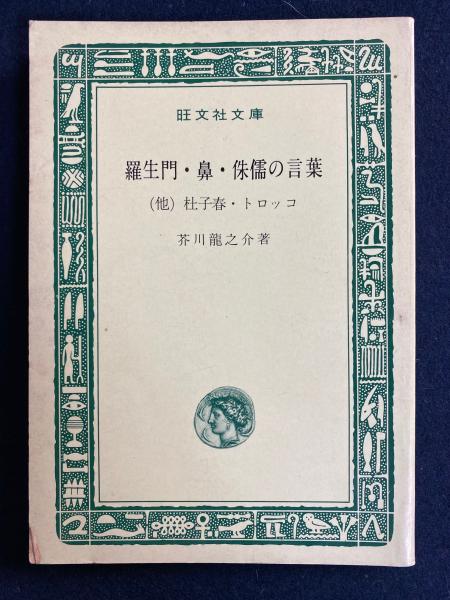 旺文社文庫
羅生門・鼻・侏儒の言葉
(他) 杜子春・トロッコ
芥川龍之介著